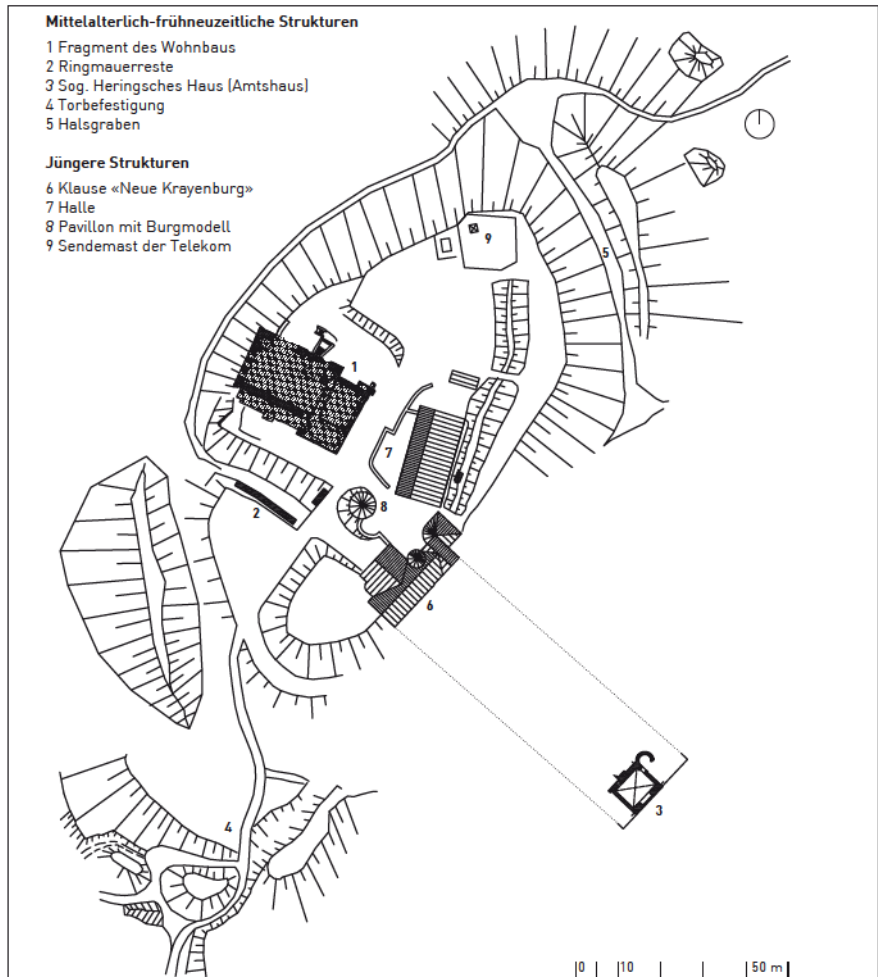 Mittelalterlich-frühneuzeitliche Strukturen
1 Fragment des Wohnbaus
2 Ringmauerreste
3 Sog. Heringsches Haus (Amtshaus)
4 Torbefestigung
5 Halsgraben
Jüngere Strukturen
6 Klause «Neue Krayenburg»
7 Halle
8 Pavillon mit Burgmodell
9 Sendemast der Telekom
9
5
1
7
8
2
6
3
4
0 10 50 m